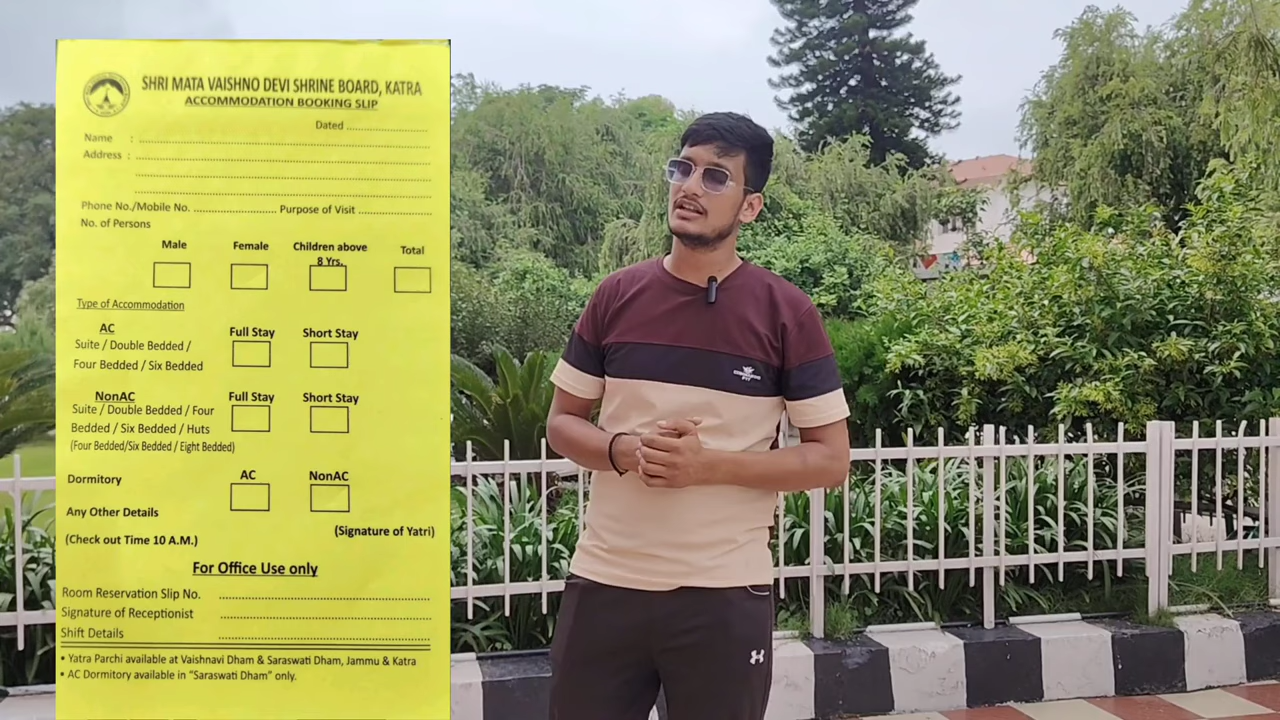 SHRI MATA VAISHNO DEVI SHRINE BOARD, KATRA
ACCOMMODATION BOOKING SLIP
Dated ..................
Name : ..................
Address : ..................
Phone No./Mobile No. .................. Purpose of Visit ..................
No. of Persons
Male Female Children above 8 Yrs. Total
Type of Accommodation
AC Full Stay Short Stay
Suite / Double Bedded /
Four Bedded / Six Bedded
NonAC Full Stay Short Stay
Suite / Double Bedded / Four
Bedded / Six Bedded / Huts
(Four Bedded/Six Bedded / Eight Bedded)
Dormitory AC NonAC
Any Other Details
(Signature of Yatri)
(Check out Time 10 A.M.)
For Office Use only
Room Reservation Slip No. ..................
Signature of Receptionist ..................
Shift Details ..................
• Yatra Parchi available at Vaishnavi Dham & Saraswati Dham, Jammu & Katra
• AC Dormitory available in "Saraswati Dham" only.